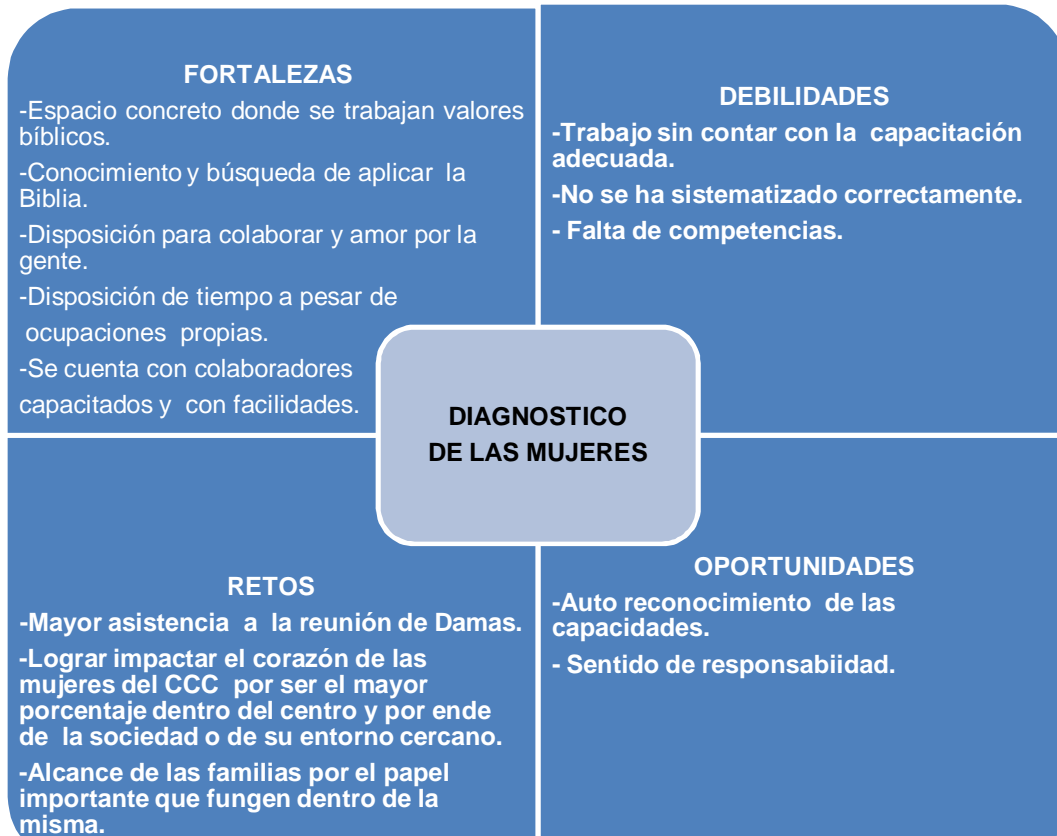 FORTALEZAS
-Espacio concreto donde se trabajan valores
bíblicos.
-Conocimiento y búsqueda de aplicar la
Biblia.
-Disposición para colaborar y amor por la
gente.
-Disposición de tiempo a pesar de
ocupaciones propias.
-Se cuenta con colaboradores
capacitados y con facilidades.
DEBILIDADES
-Trabajo sin contar con la capacitación
adecuada.
-No se ha sistematizado correctamente.
- Falta de competencias.
DIAGNOSTICO
DE LAS MUJERES
RETOS
-Mayor asistencia a la reunión de Damas.
-Lograr impactar el corazón de las
mujeres del CCC por ser el mayor
porcentaje dentro del centro y por ende
de la sociedad o de su entorno cercano.
-Alcance de las familias por el papel
importante que fungen dentro de la
misma.
OPORTUNIDADES
-Auto reconocimiento de las
capacidades.
- Sentido de responsabiidad.